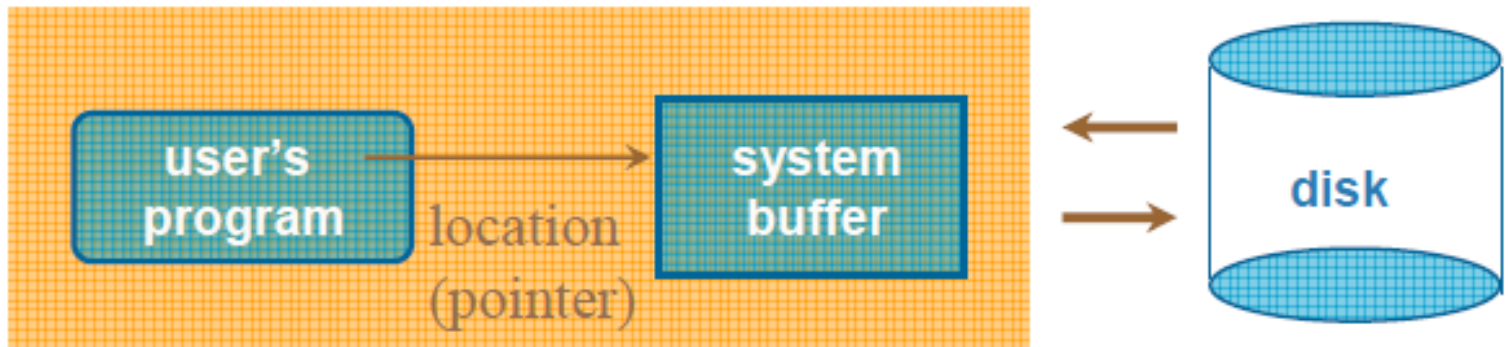 user's
program
location
(pointer)
system
buffer
disk